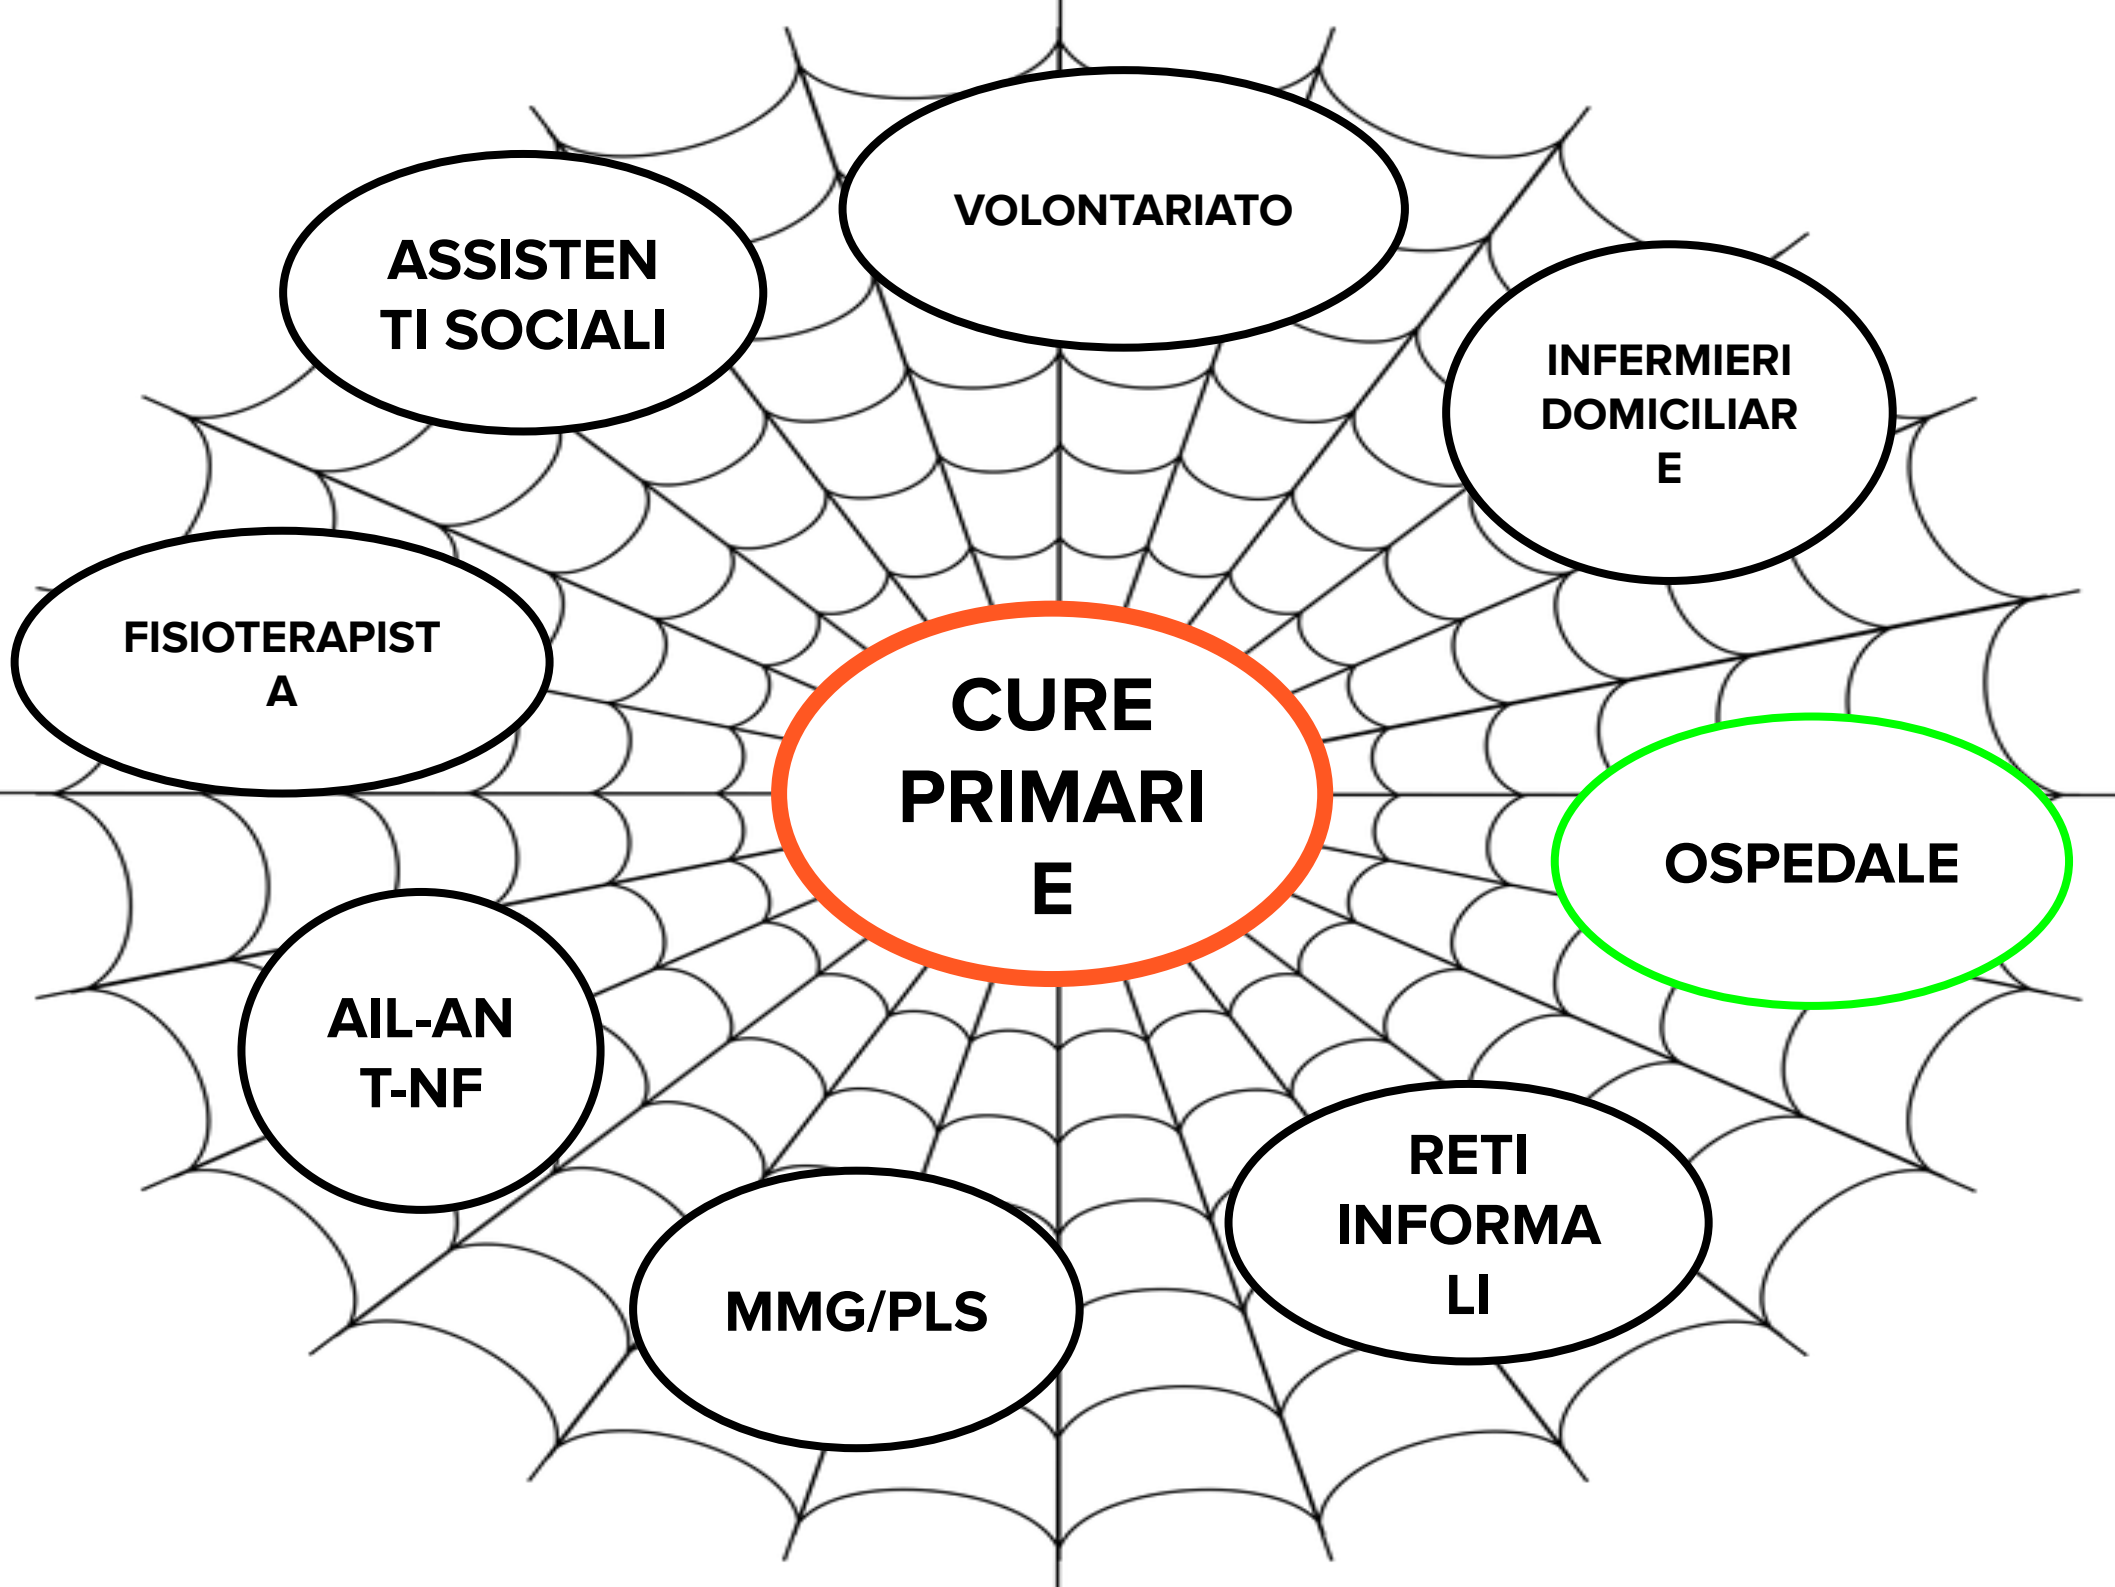 VOLONTARIATO
ASSISTEN
TI SOCIALI
INFERMIERI
DOMICILIAR
E
FISIOTERAPIST
A
CURE
PRIMARI
E
OSPEDALE
AIL-AN
T-NF
RETI
INFORMA
LI
MMG/PLS